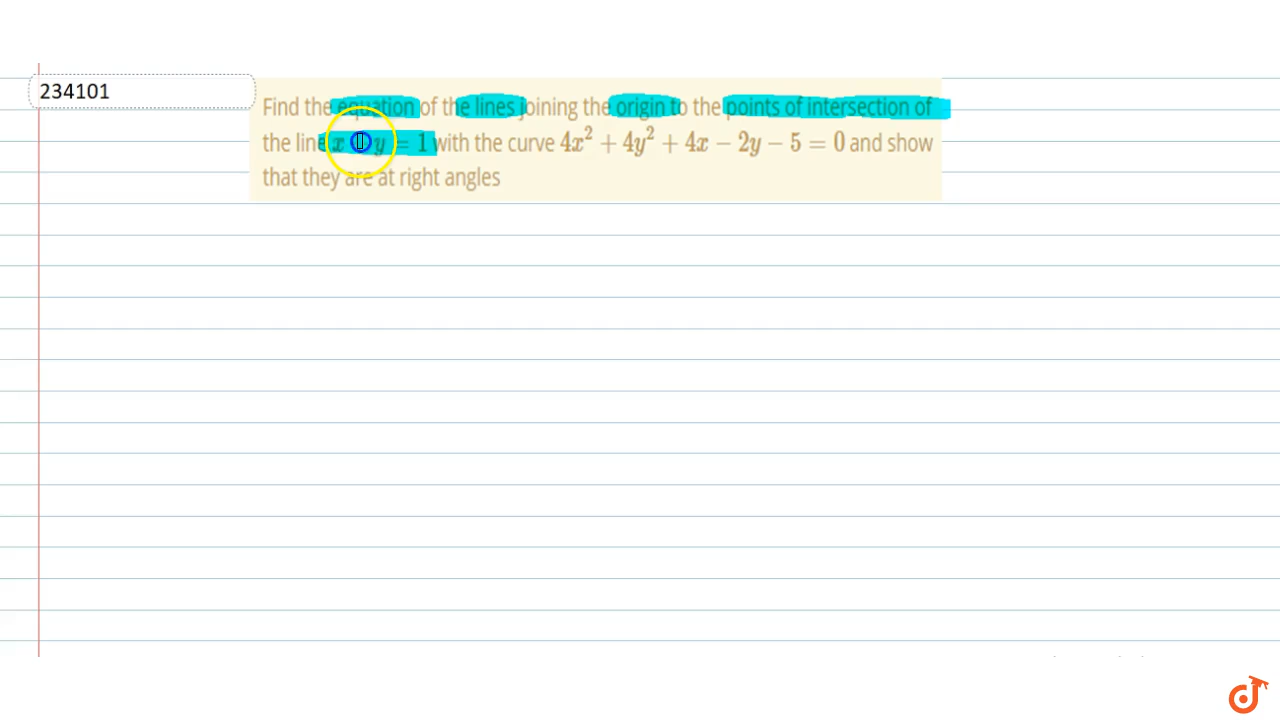 234101
Find the equation of the lines joining the origin to the points of intersection of
the line x y = 1 with the curve 4x² + 4y² + 4x − 2y − 5 = 0 and show
that they are at right angles